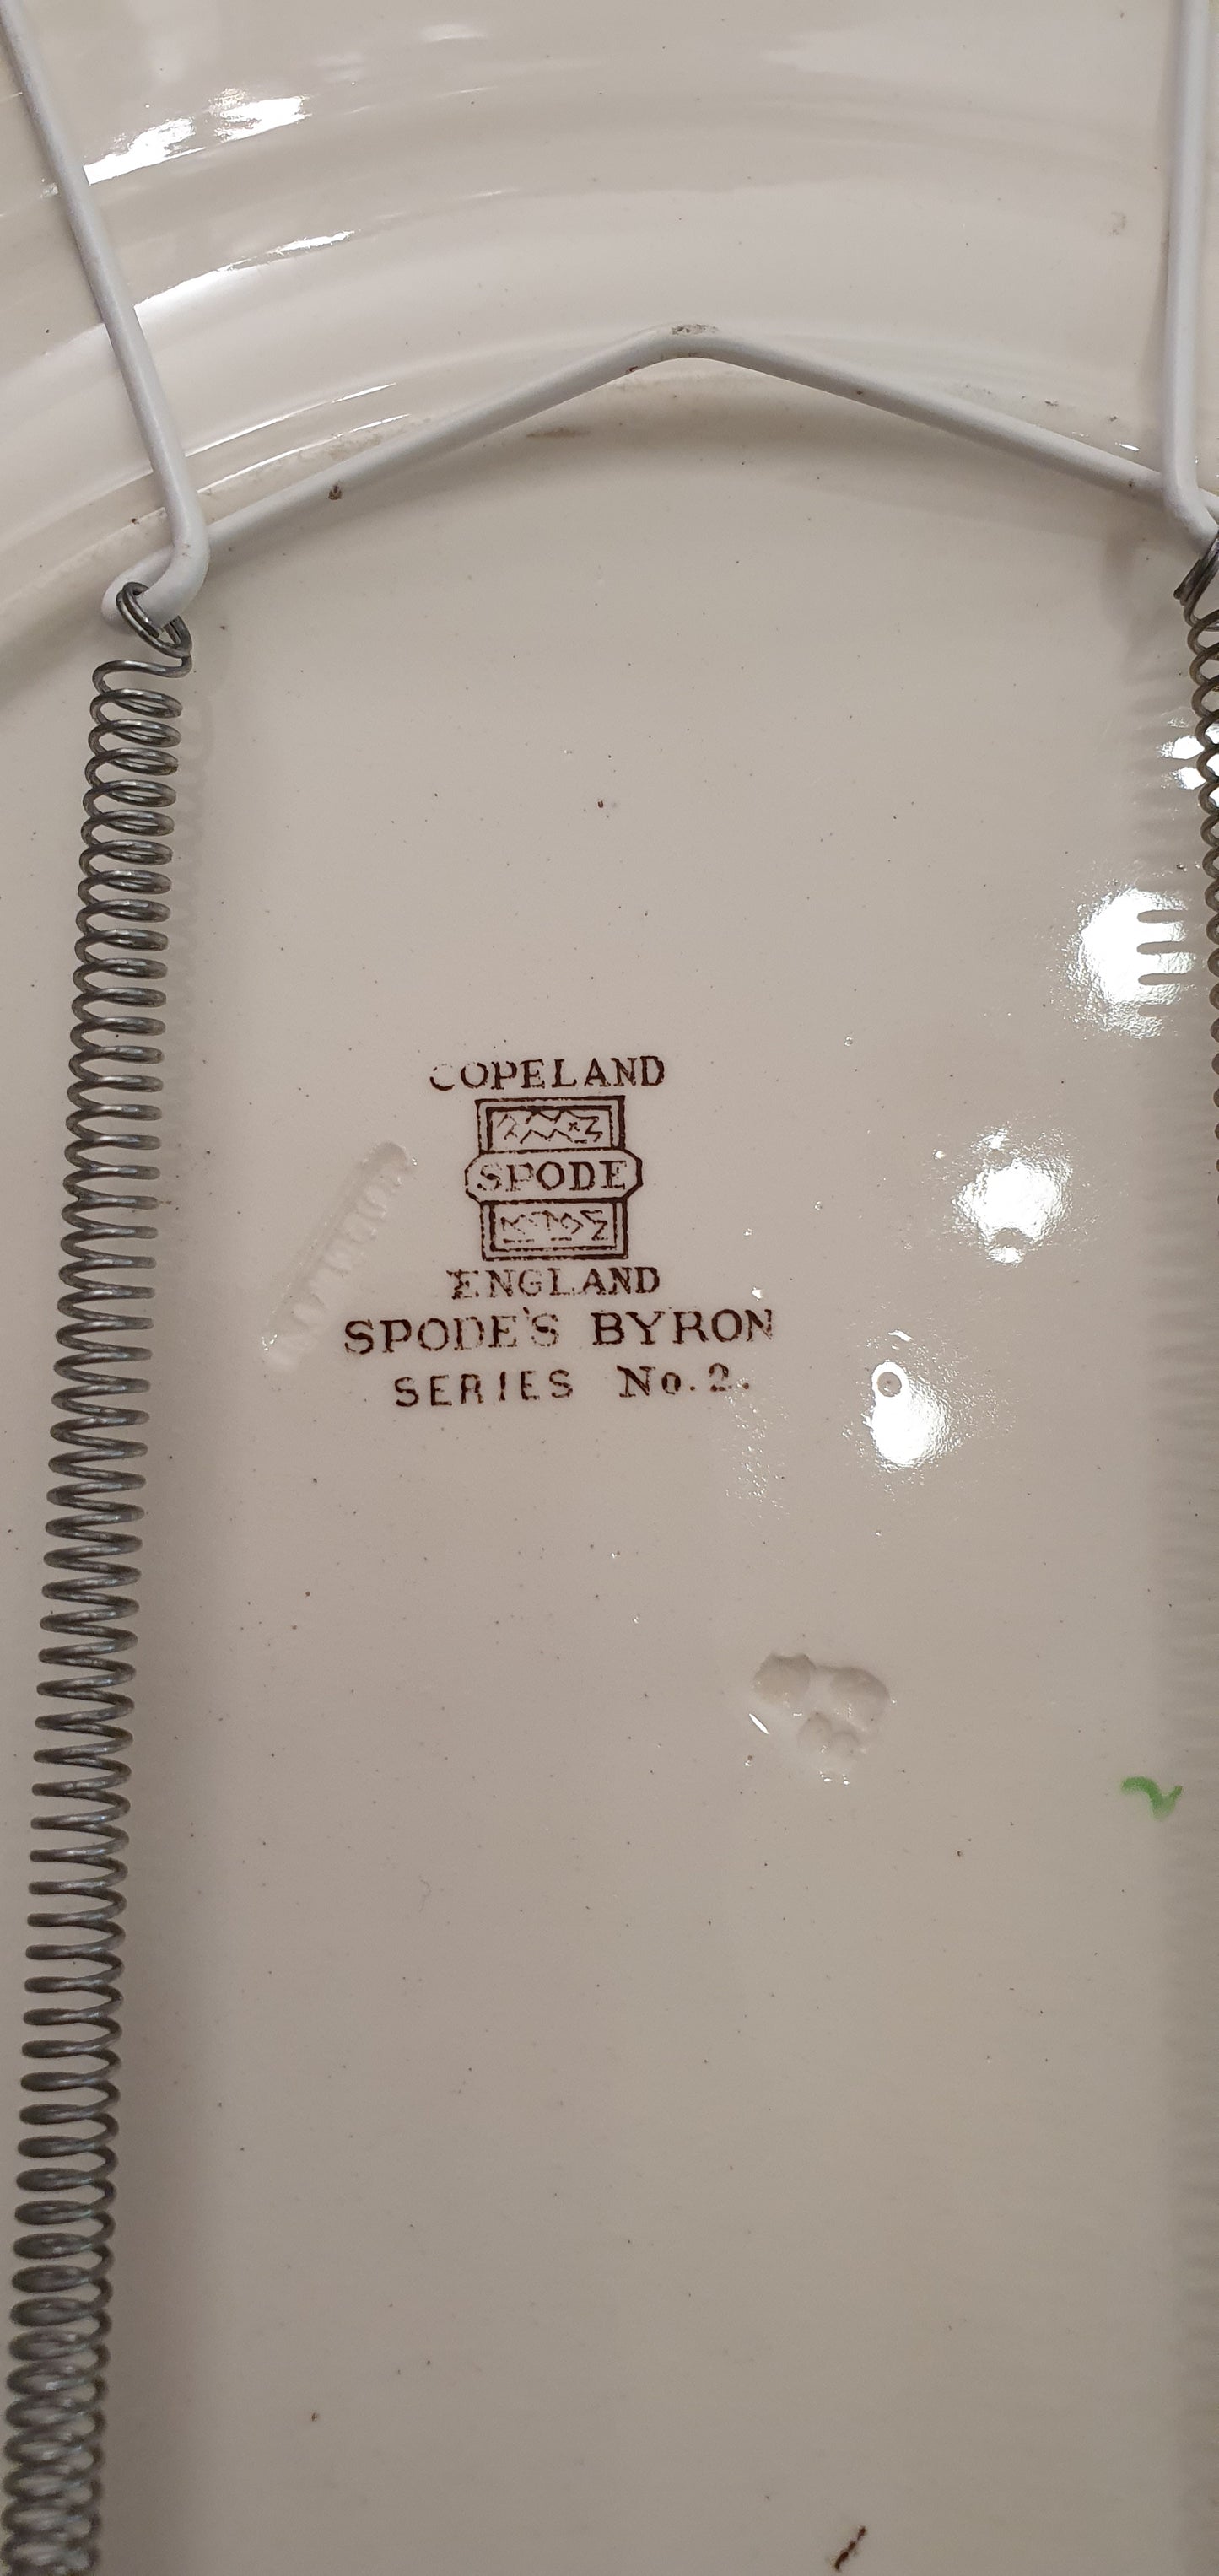 COPELAND
SPODE
ENGLAND
SPODE'S BYRON
SERIES No. 2.